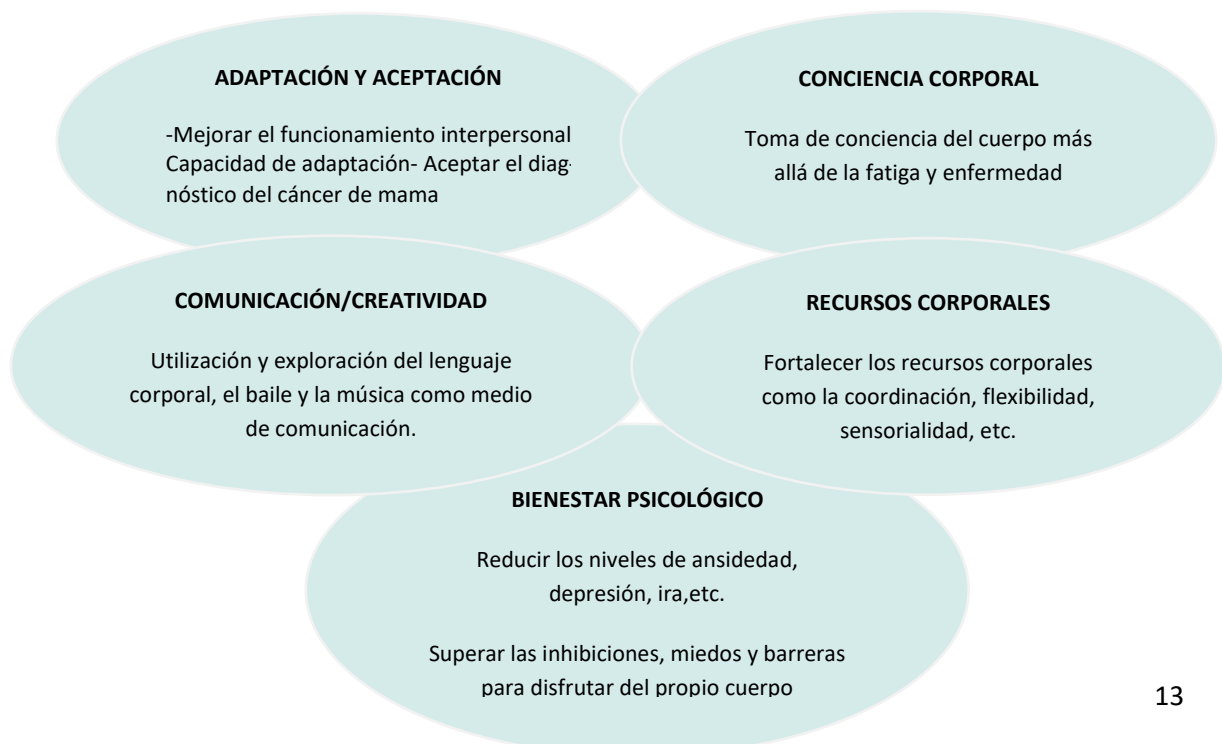 ADAPTACIÓN Y ACEPTACIÓN
-Mejorar el funcionamiento interpersonal
Capacidad de adaptación- Aceptar el diag-
nóstico del cáncer de mama
CONCIENCIA CORPORAL
Toma de conciencia del cuerpo más
allá de la fatiga y enfermedad
COMUNICACIÓN/CREATIVIDAD
Utilización y exploración del lenguaje
corporal, el baile y la música como medio
de comunicación.
RECURSOS CORPORALES
Fortalecer los recursos corporales
como la coordinación, flexibilidad,
sensorialidad, etc.
BIENESTAR PSICOLÓGICO
Reducir los niveles de ansidedad,
depresión, ira,etc.
Superar las inhibiciones, miedos y barreras
para disfrutar del propio cuerpo
13